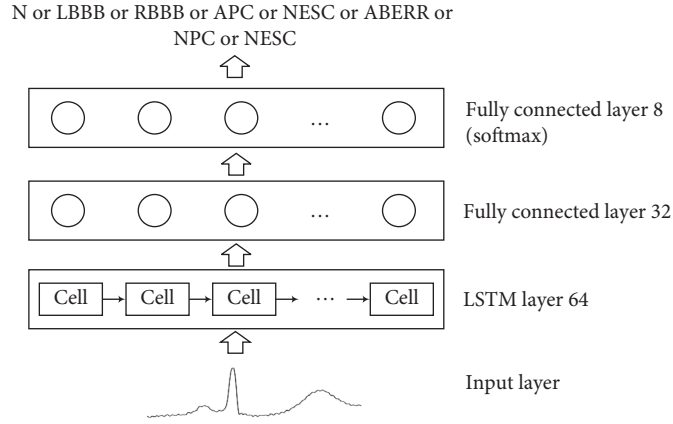 N or LBBB or RBBB or APC or NESC or ABERR or
NPC or NESC
Fully connected layer 8
(softmax)
Fully connected layer 32
Cell Cell Cell ... Cell
LSTM layer 64
Input layer